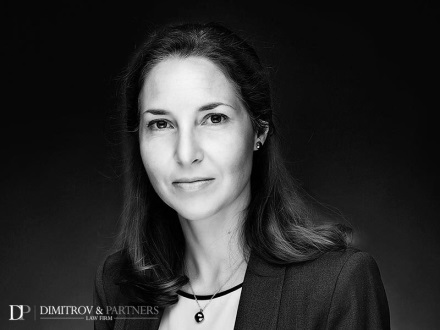 DP DIMITROV & PARTNERS
LAW FIRM